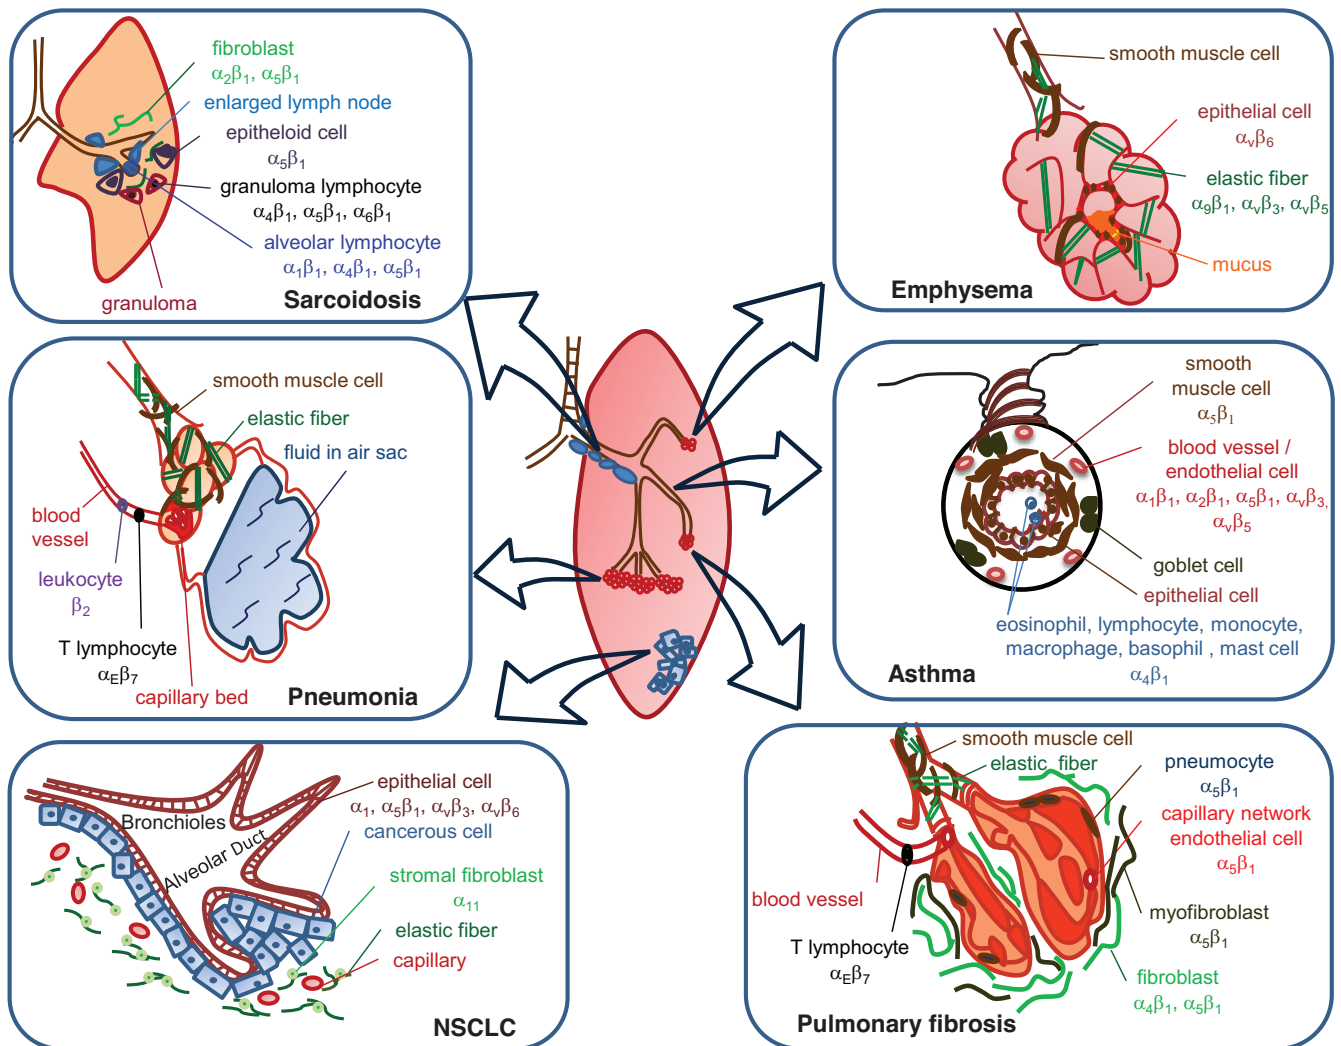 fibroblast
α2β1, α5β1
enlarged lymph node
epitheloid cell
α5β1
granuloma lymphocyte
α4β1, α5β1, α6β1
alveolar lymphocyte
α1β1, α4β1, α5β1
granuloma
Sarcoidosis
smooth muscle cell
epithelial cell
αvβ6
elastic fiber
α9β1, αvβ3, αvβ5
mucus
Emphysema
smooth muscle cell
elastic fiber
fluid in air sac
blood
vessel
leukocyte
β2
T lymphocyte
αEβ7
capillary bed
Pneumonia
smooth
muscle cell
α5β1
blood vessel /
endothelial cell
α1β1, α2β1, α5β1, αvβ3,
αvβ5
goblet cell
epithelial cell
eosinophil, lymphocyte, monocyte,
macrophage, basophil , mast cell
α4β1
Asthma
epithelial cell
α1, α5β1, αvβ3, αvβ6
Bronchioles
cancerous cell
Alveolar Duct
stromal fibroblast
α11
elastic fiber
capillary
NSCLC
smooth muscle cell
elastic fiber
pneumocyte
α5β1
capillary network
endothelial cell
α5β1
blood vessel
myofibroblast
α5β1
T lymphocyte
αEβ7
fibroblast
α4β1, α5β1
Pulmonary fibrosis